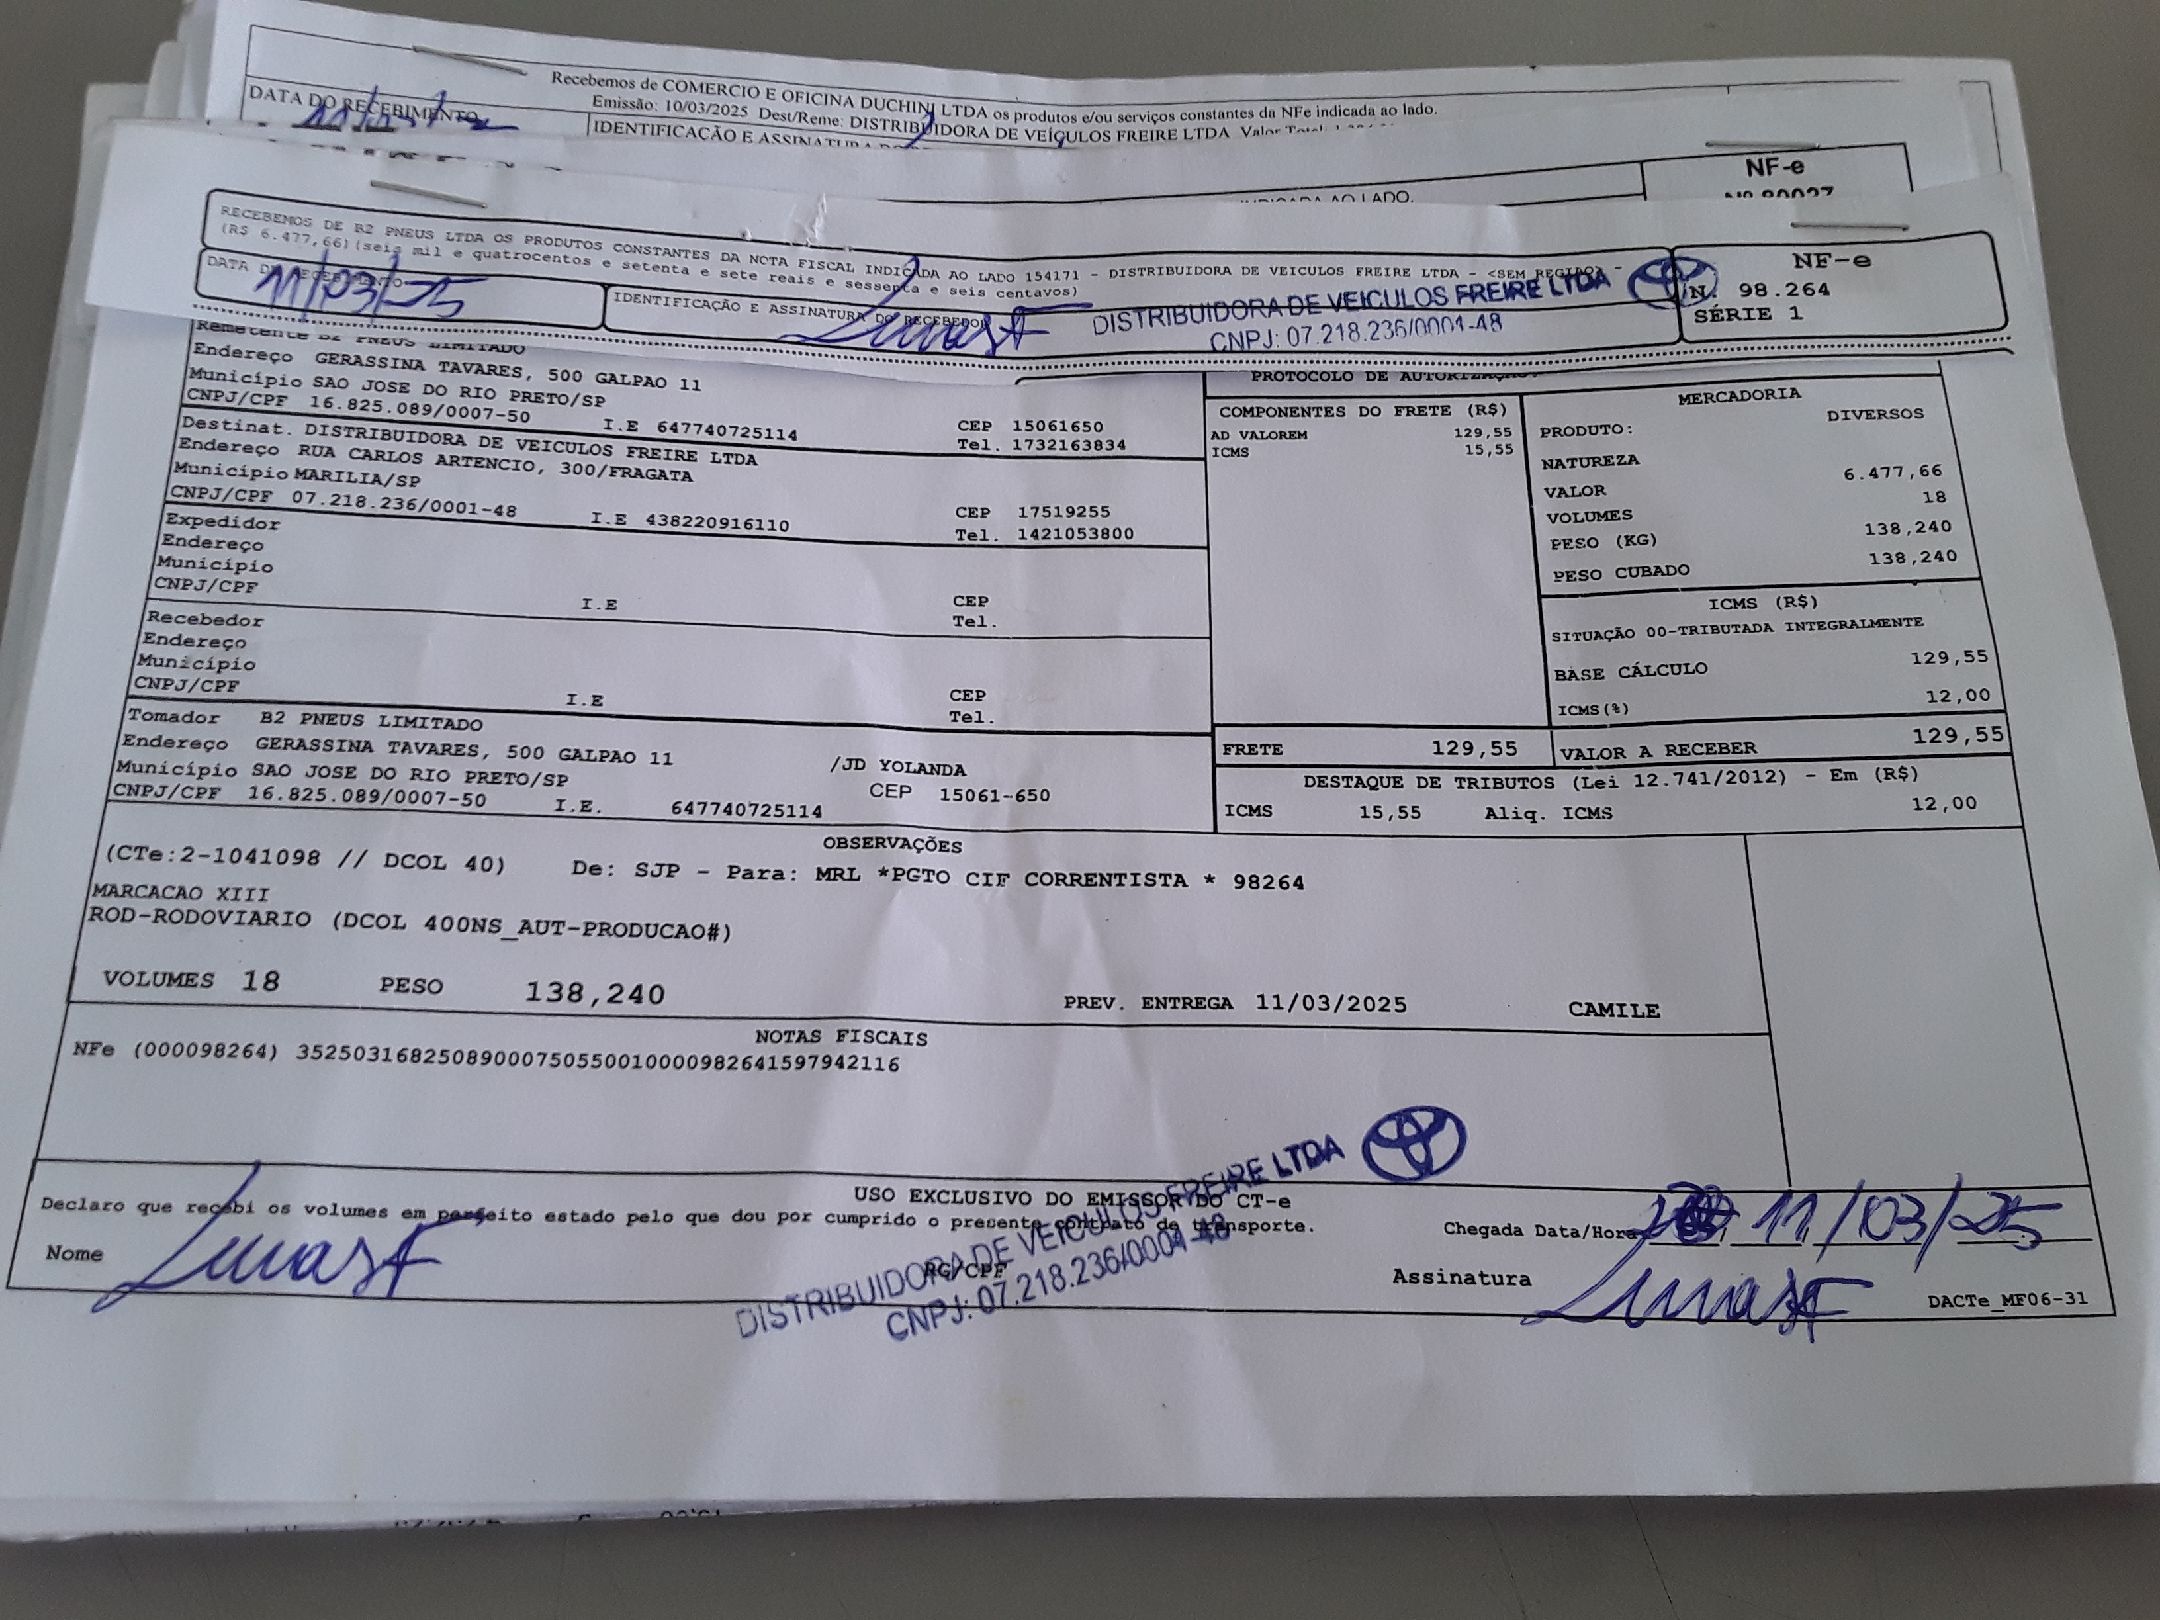 Recebemos de COMERCIO E OFICINA DUCHINI LTDA os produtos e/ou serviços constantes da NFe indicada ao lado.
Emissão: 10/03/2025 Dest/Reme: DISTRIBUIDORA DE VEÍCULOS FREIRE LTDA Valor Total:
DATA DO RECEBIMENTO
IDENTIFICAÇÃO E ASSINATURA
NF-e
AO LADO.
RECEBEMOS DE B2 PNEUS LTDA OS PRODUTOS CONSTANTES DA NOTA FISCAL INDICADA AO LADO 154171 - DISTRIBUIDORA DE VEICULOS FREIRE LTDA - <SEM REGIAO> -
(R$ 6.477,66)(seis mil e quatrocentos e setenta e sete reais e sessenta e seis centavos)
DATA DE RECEBIMENTO
11/03/25
IDENTIFICAÇÃO E ASSINATURA DO RECEBEDOR
DISTRIBUIDORA DE VEICULOS FREIRE LTDA
CNPJ: 07.218.236/0001-48
NF-e
N. 98.264
SÉRIE 1
Remetente B2 PNEUS LIMITADO
Endereço GERASSINA TAVARES, 500 GALPAO 11
Município SAO JOSE DO RIO PRETO/SP
CNPJ/CPF 16.825.089/0007-50 I.E 647740725114
CEP 15061650
Tel. 1732163834
Destinat. DISTRIBUIDORA DE VEICULOS FREIRE LTDA
Endereço RUA CARLOS ARTENCIO, 300/FRAGATA
Município MARILIA/SP
CNPJ/CPF 07.218.236/0001-48 I.E 438220916110
CEP 17519255
Tel. 1421053800
Expedidor
Endereço
Município
CNPJ/CPF
I.E
CEP
Tel.
Recebedor
Endereço
Município
CNPJ/CPF
I.E
CEP
Tel.
Tomador B2 PNEUS LIMITADO
Endereço GERASSINA TAVARES, 500 GALPAO 11 /JD YOLANDA
Município SAO JOSE DO RIO PRETO/SP CEP 15061-650
CNPJ/CPF 16.825.089/0007-50 I.E. 647740725114
PROTOCOLO DE AUTORIZAÇÃO
COMPONENTES DO FRETE (R$)
AD VALOREM 129,55
ICMS 15,55
MERCADORIA
PRODUTO: DIVERSOS
NATUREZA
VALOR 6.477,66
VOLUMES 18
PESO (KG) 138,240
PESO CUBADO 138,240
ICMS (R$)
SITUAÇÃO 00-TRIBUTADA INTEGRALMENTE
BASE CÁLCULO 129,55
ICMS(%) 12,00
FRETE 129,55
VALOR A RECEBER 129,55
DESTAQUE DE TRIBUTOS (Lei 12.741/2012) - Em (R$)
ICMS 15,55 Aliq. ICMS 12,00
OBSERVAÇÕES
(CTe:2-1041098 // DCOL 40) De: SJP - Para: MRL *PGTO CIF CORRENTISTA * 98264
MARCACAO XIII
ROD-RODOVIARIO (DCOL 400NS_AUT-PRODUCAO#)
VOLUMES 18 PESO 138,240 PREV. ENTREGA 11/03/2025 CAMILE
NOTAS FISCAIS
NFe (000098264) 35250316825089000750550010000982641597942116
USO EXCLUSIVO DO EMISSOR DO CT-e
Declaro que recebi os volumes em perfeito estado pelo que dou por cumprido o presente contrato de transporte.
Nome
RG/CPF
DISTRIBUIDORA DE VEICULOS FREIRE LTDA
CNPJ: 07.218.236/0001-48
Chegada Data/Hora 11/03/25
Assinatura
DACTe_MF06-31